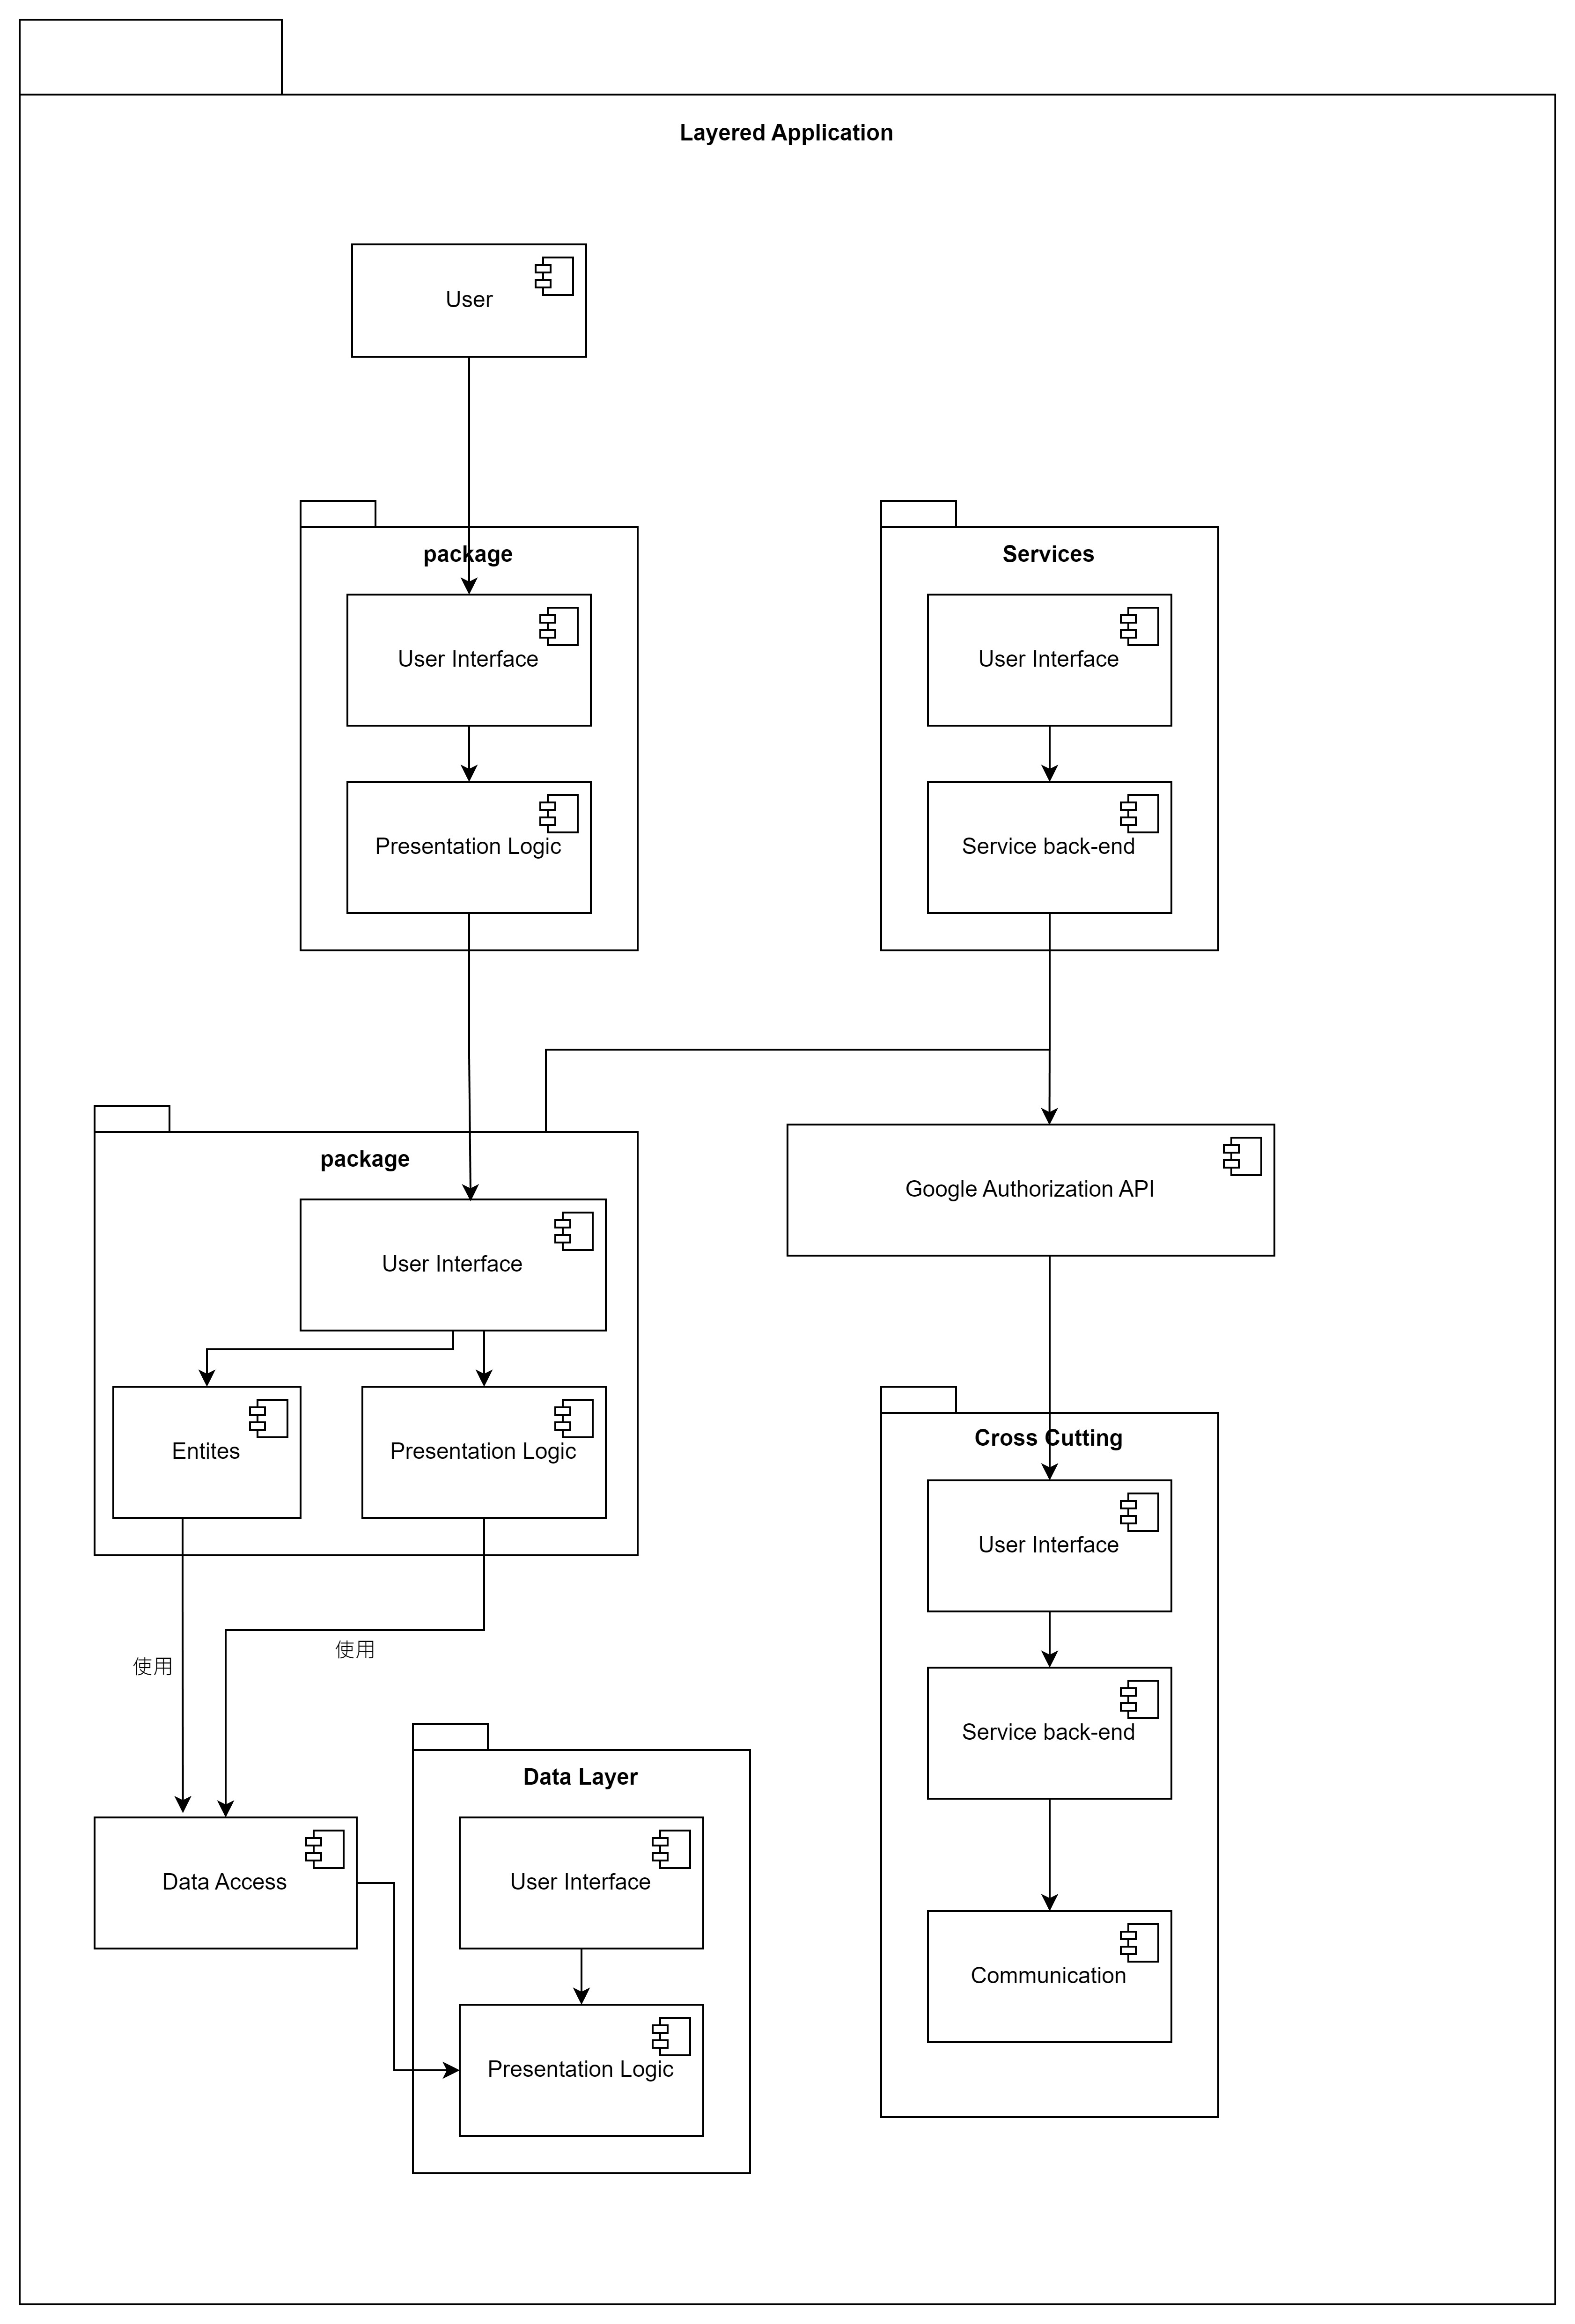 Layered Application
User
package
Services
User Interface
User Interface
Presentation Logic
Service back-end
package
Google Authorization API
User Interface
Entites
Presentation Logic
Cross Cutting
User Interface
使用
使用
Service back-end
Data Layer
Data Access
User Interface
Communication
Presentation Logic